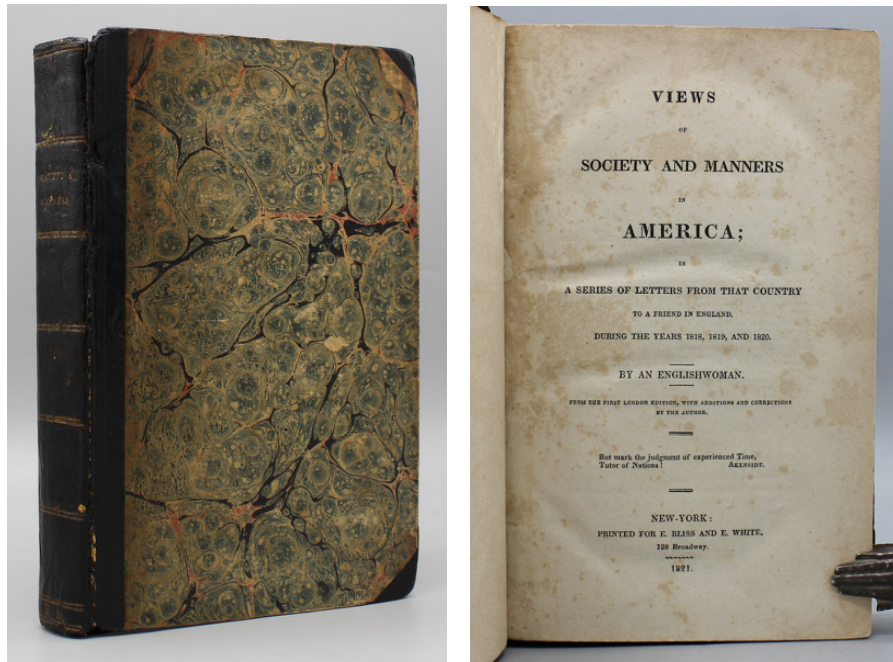 VIEWS
OF
SOCIETY AND MANNERS
IN
AMERICA;
IN
A SERIES OF LETTERS FROM THAT COUNTRY
TO A FRIEND IN ENGLAND,
DURING THE YEARS 1818, 1819, AND 1820.
BY AN ENGLISHWOMAN.
FROM THE FIRST LONDON EDITION, WITH ADDITIONS AND CORRECTIONS
BY THE AUTHOR.
But mark the judgment of experienced Time,
Tutor of Nations! AKENSIDE.
NEW-YORK:
PRINTED FOR E. BLISS AND E. WHITE,
128 Broadway.
1821.